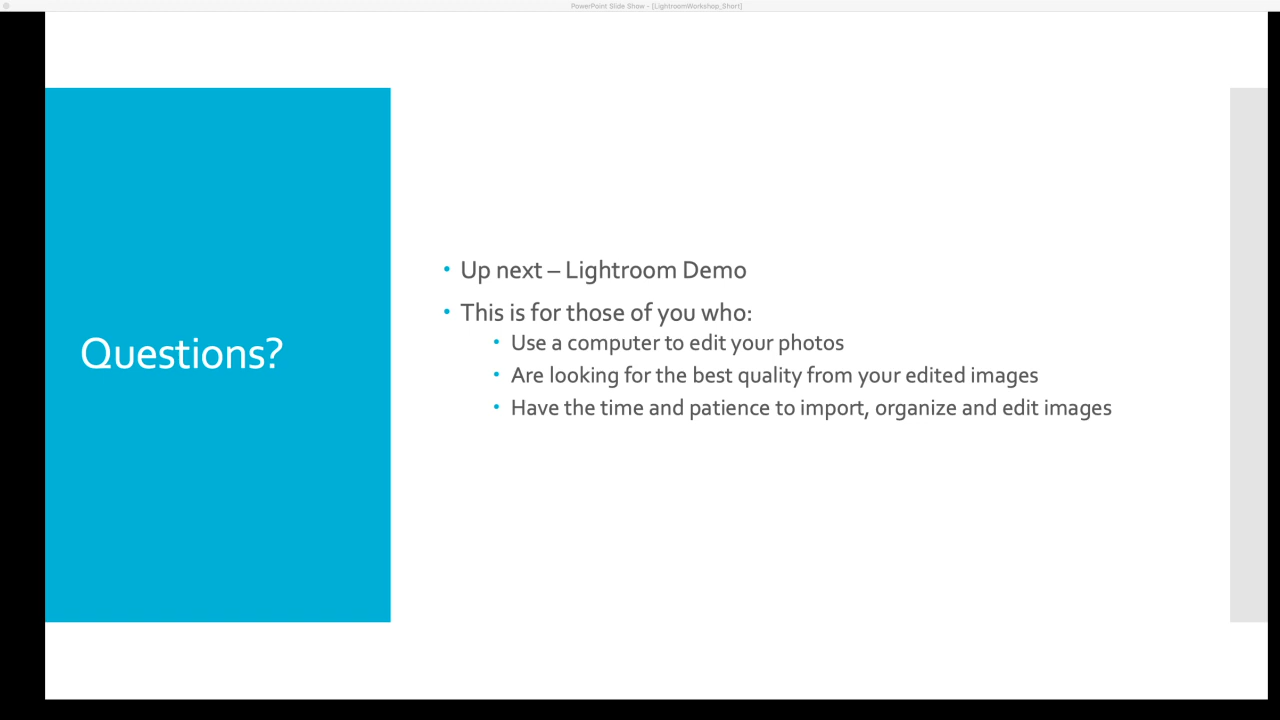 PowerPoint Slide Show - [LightroomWorkshop_Short]
Questions?
• Up next – Lightroom Demo
• This is for those of you who:
• Use a computer to edit your photos
• Are looking for the best quality from your edited images
• Have the time and patience to import, organize and edit images